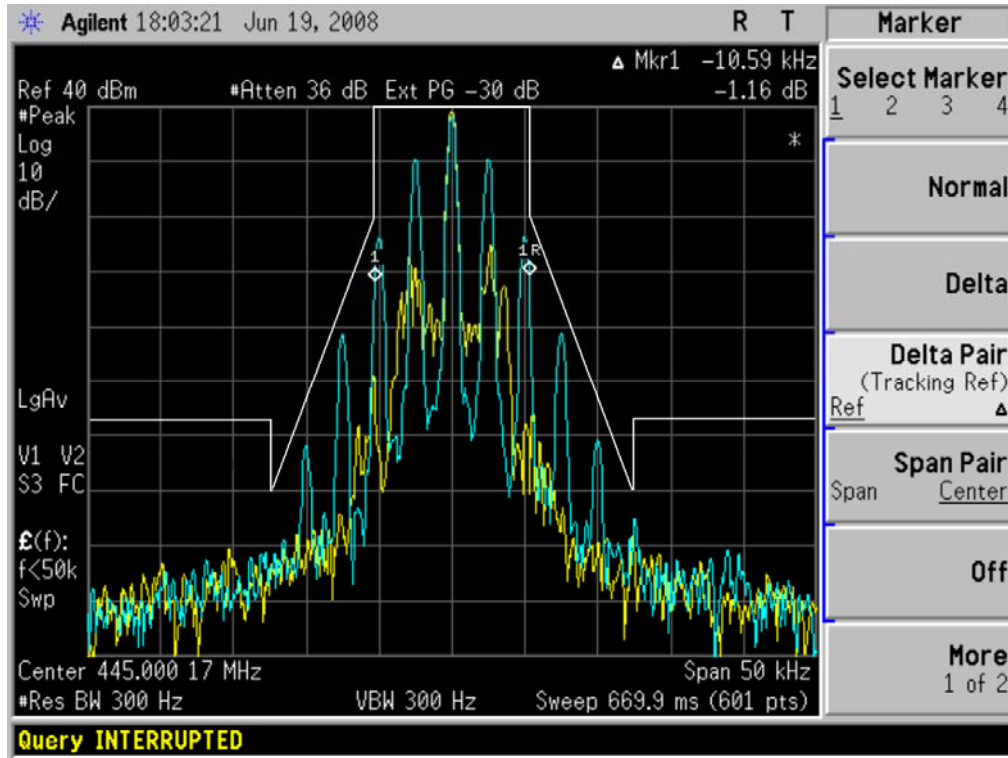 Agilent 18:03:21 Jun 19, 2008 R T
Δ Mkr1 -10.59 kHz
Ref 40 dBm #Atten 36 dB Ext PG -30 dB -1.16 dB
#Peak
Log
10
dB/
*
1
1R
LgAv
V1 V2
S3 FC
£(f):
f<50k
Swp
Center 445.000 17 MHz Span 50 kHz
#Res BW 300 Hz VBW 300 Hz Sweep 669.9 ms (601 pts)
Query INTERRUPTED
Marker
Select Marker
1 2 3 4
Normal
Delta
Delta Pair
(Tracking Ref)
Ref Δ
Span Pair
Span Center
Off
More
1 of 2